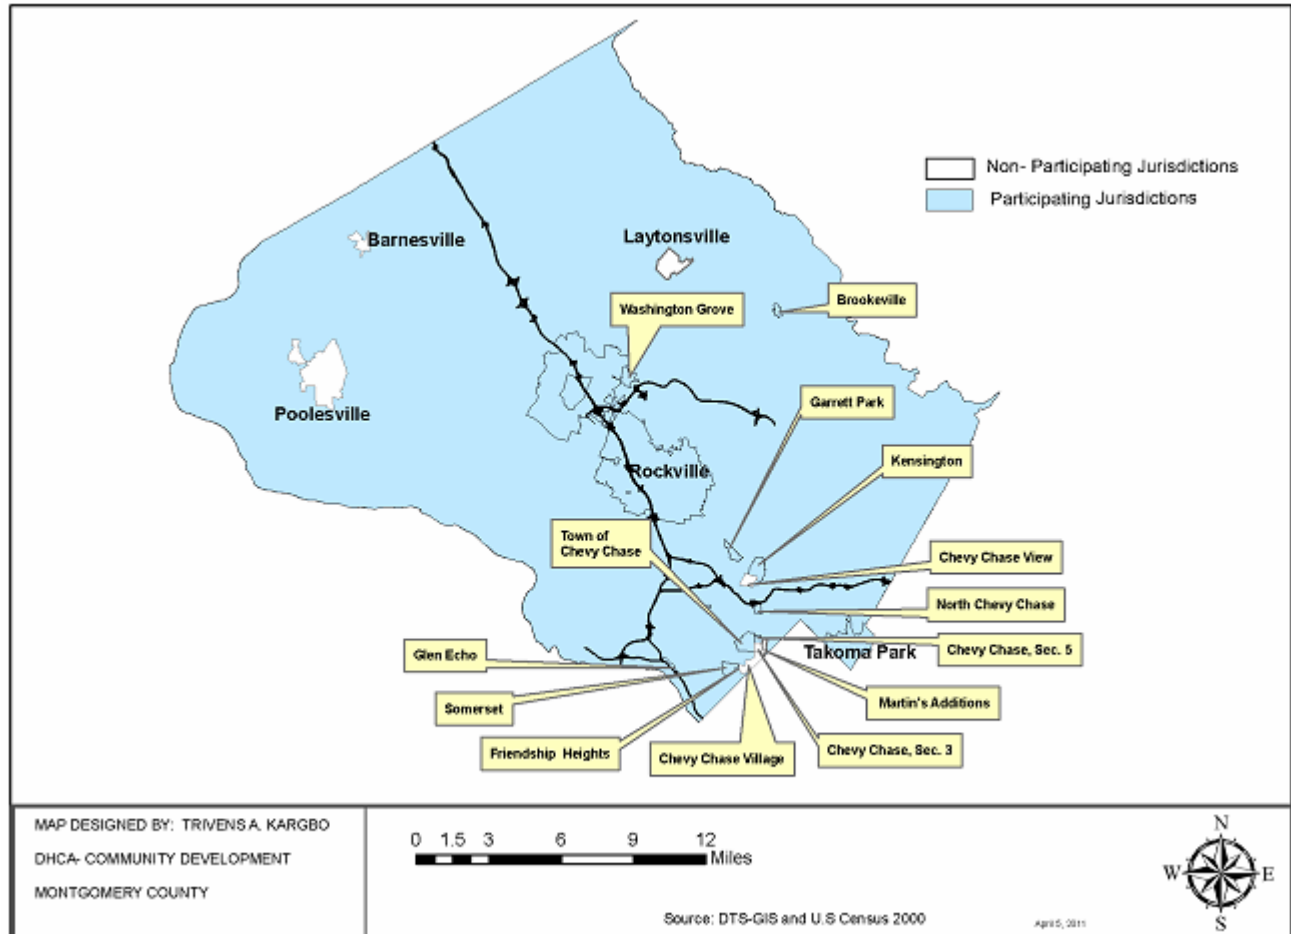 Non- Participating Jurisdictions
Participating Jurisdictions
Barnesville
Laytonsville
Brookeville
Washington Grove
Poolesville
Garrett Park
Kensington
Rockville
Town of
Chevy Chase
Chevy Chase View
North Chevy Chase
Glen Echo
Takoma Park
Chevy Chase, Sec. 5
Somerset
Martin's Additions
Friendship Heights
Chevy Chase Village
Chevy Chase, Sec. 3
MAP DESIGNED BY: TRIVENS A. KARGBO
DHCA- COMMUNITY DEVELOPMENT
MONTGOMERY COUNTY
0 1.5 3 6 9 12
Miles
N
W E
S
Source: DTS-GIS and U.S Census 2000
April 5, 2011